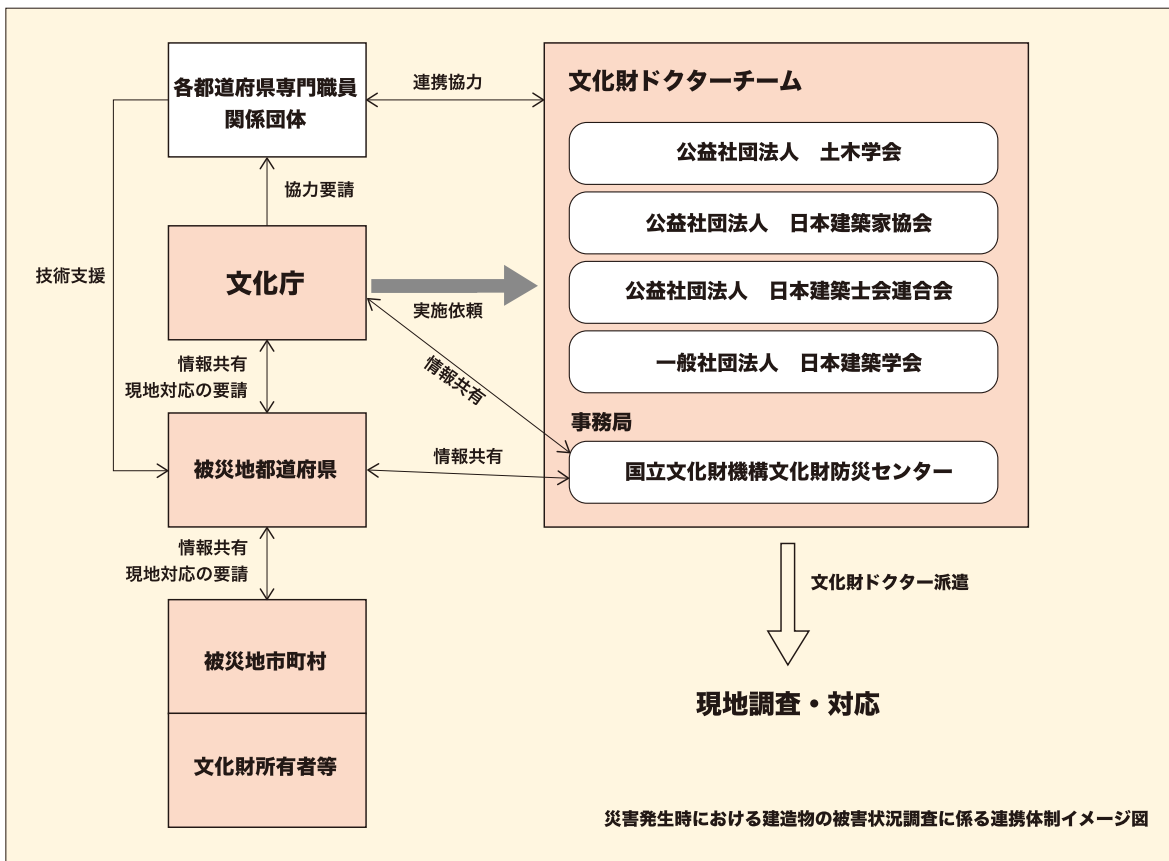 各都道府県専門職員
関係団体
連携協力
協力要請
技術支援
文化庁
実施依頼
情報共有
現地対応の要請
情報共有
被災地都道府県
情報共有
情報共有
現地対応の要請
被災地市町村
文化財所有者等
文化財ドクターチーム
公益社団法人　土木学会
公益社団法人　日本建築家協会
公益社団法人　日本建築士会連合会
一般社団法人　日本建築学会
事務局
国立文化財機構文化財防災センター
文化財ドクター派遣
現地調査・対応
災害発生時における建造物の被害状況調査に係る連携体制イメージ図